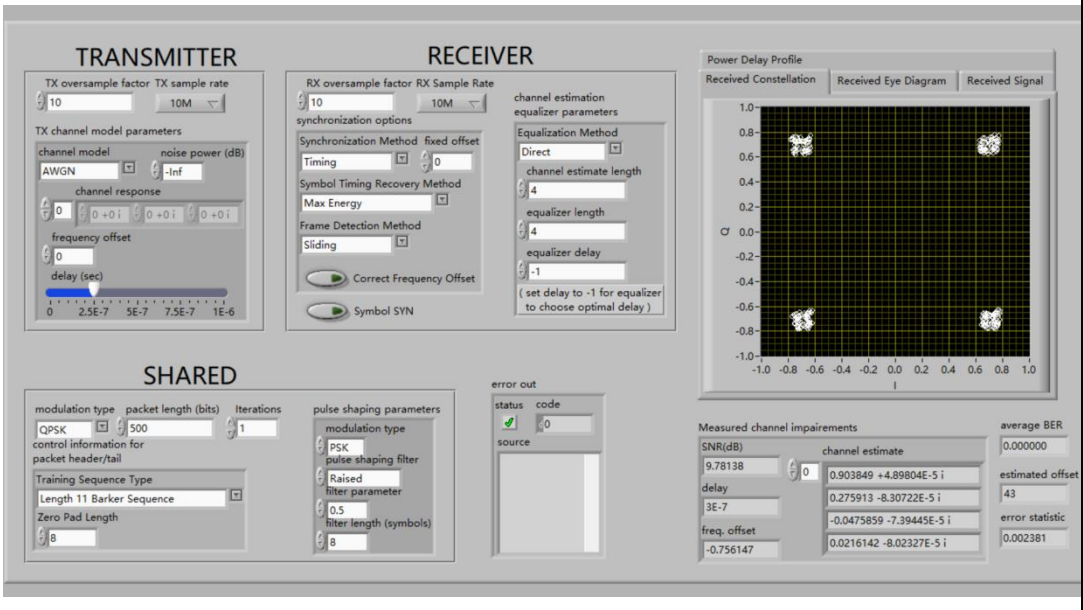 TRANSMITTER
TX oversample factor TX sample rate
10 10M
TX channel model parameters
channel model noise power (dB)
AWGN -Inf
channel response
0 0 +0 i 0 +0 i 0 +0 i
frequency offset
0
delay (sec)
0 2.5E-7 5E-7 7.5E-7 1E-6
RECEIVER
RX oversample factor RX Sample Rate
10 10M
synchronization options
Synchronization Method fixed offset
Timing 0
Symbol Timing Recovery Method
Max Energy
Frame Detection Method
Sliding
Correct Frequency Offset
Symbol SYN
channel estimation
equalizer parameters
Equalization Method
Direct
channel estimate length
4
equalizer length
4
equalizer delay
-1
( set delay to -1 for equalizer
to choose optimal delay )
Power Delay Profile
Received Constellation Received Eye Diagram Received Signal
1.0
0.8
0.6
0.4
0.2
0.0
-0.2
-0.4
-0.6
-0.8
-1.0
Q
-1.0 -0.8 -0.6 -0.4 -0.2 0.0 0.2 0.4 0.6 0.8 1.0
I
SHARED
modulation type packet length (bits) Iterations
QPSK 500 1
control information for
packet header/tail
Training Sequence Type
Length 11 Barker Sequence
Zero Pad Length
8
pulse shaping parameters
modulation type
PSK
pulse shaping filter
Raised
filter parameter
0.5
filter length (symbols)
8
error out
status code
0
source
Measured channel impairements
SNR(dB)
9.78138
delay
3E-7
freq. offset
-0.756147
channel estimate
0 0.903849 +4.89804E-5 i
0.275913 -8.30722E-5 i
-0.0475859 -7.39445E-5 i
0.0216142 -8.02327E-5 i
average BER
0.000000
estimated offset
43
error statistic
0.002381